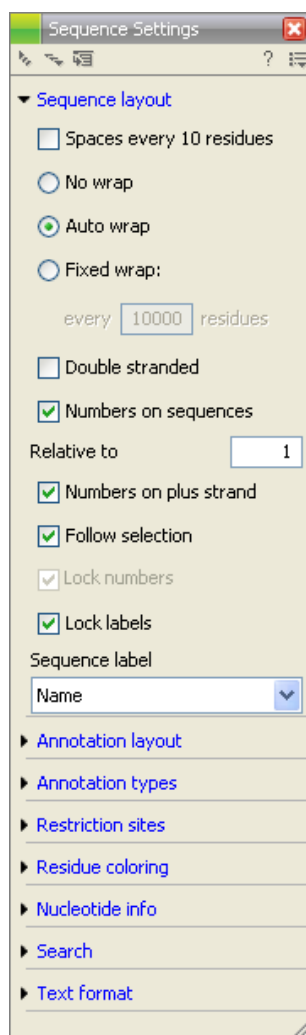 Sequence Settings
?
Sequence layout
Spaces every 10 residues
No wrap
Auto wrap
Fixed wrap:
every 10000 residues
Double stranded
Numbers on sequences
Relative to 1
Numbers on plus strand
Follow selection
Lock numbers
Lock labels
Sequence label
Name
Annotation layout
Annotation types
Restriction sites
Residue coloring
Nucleotide info
Search
Text format